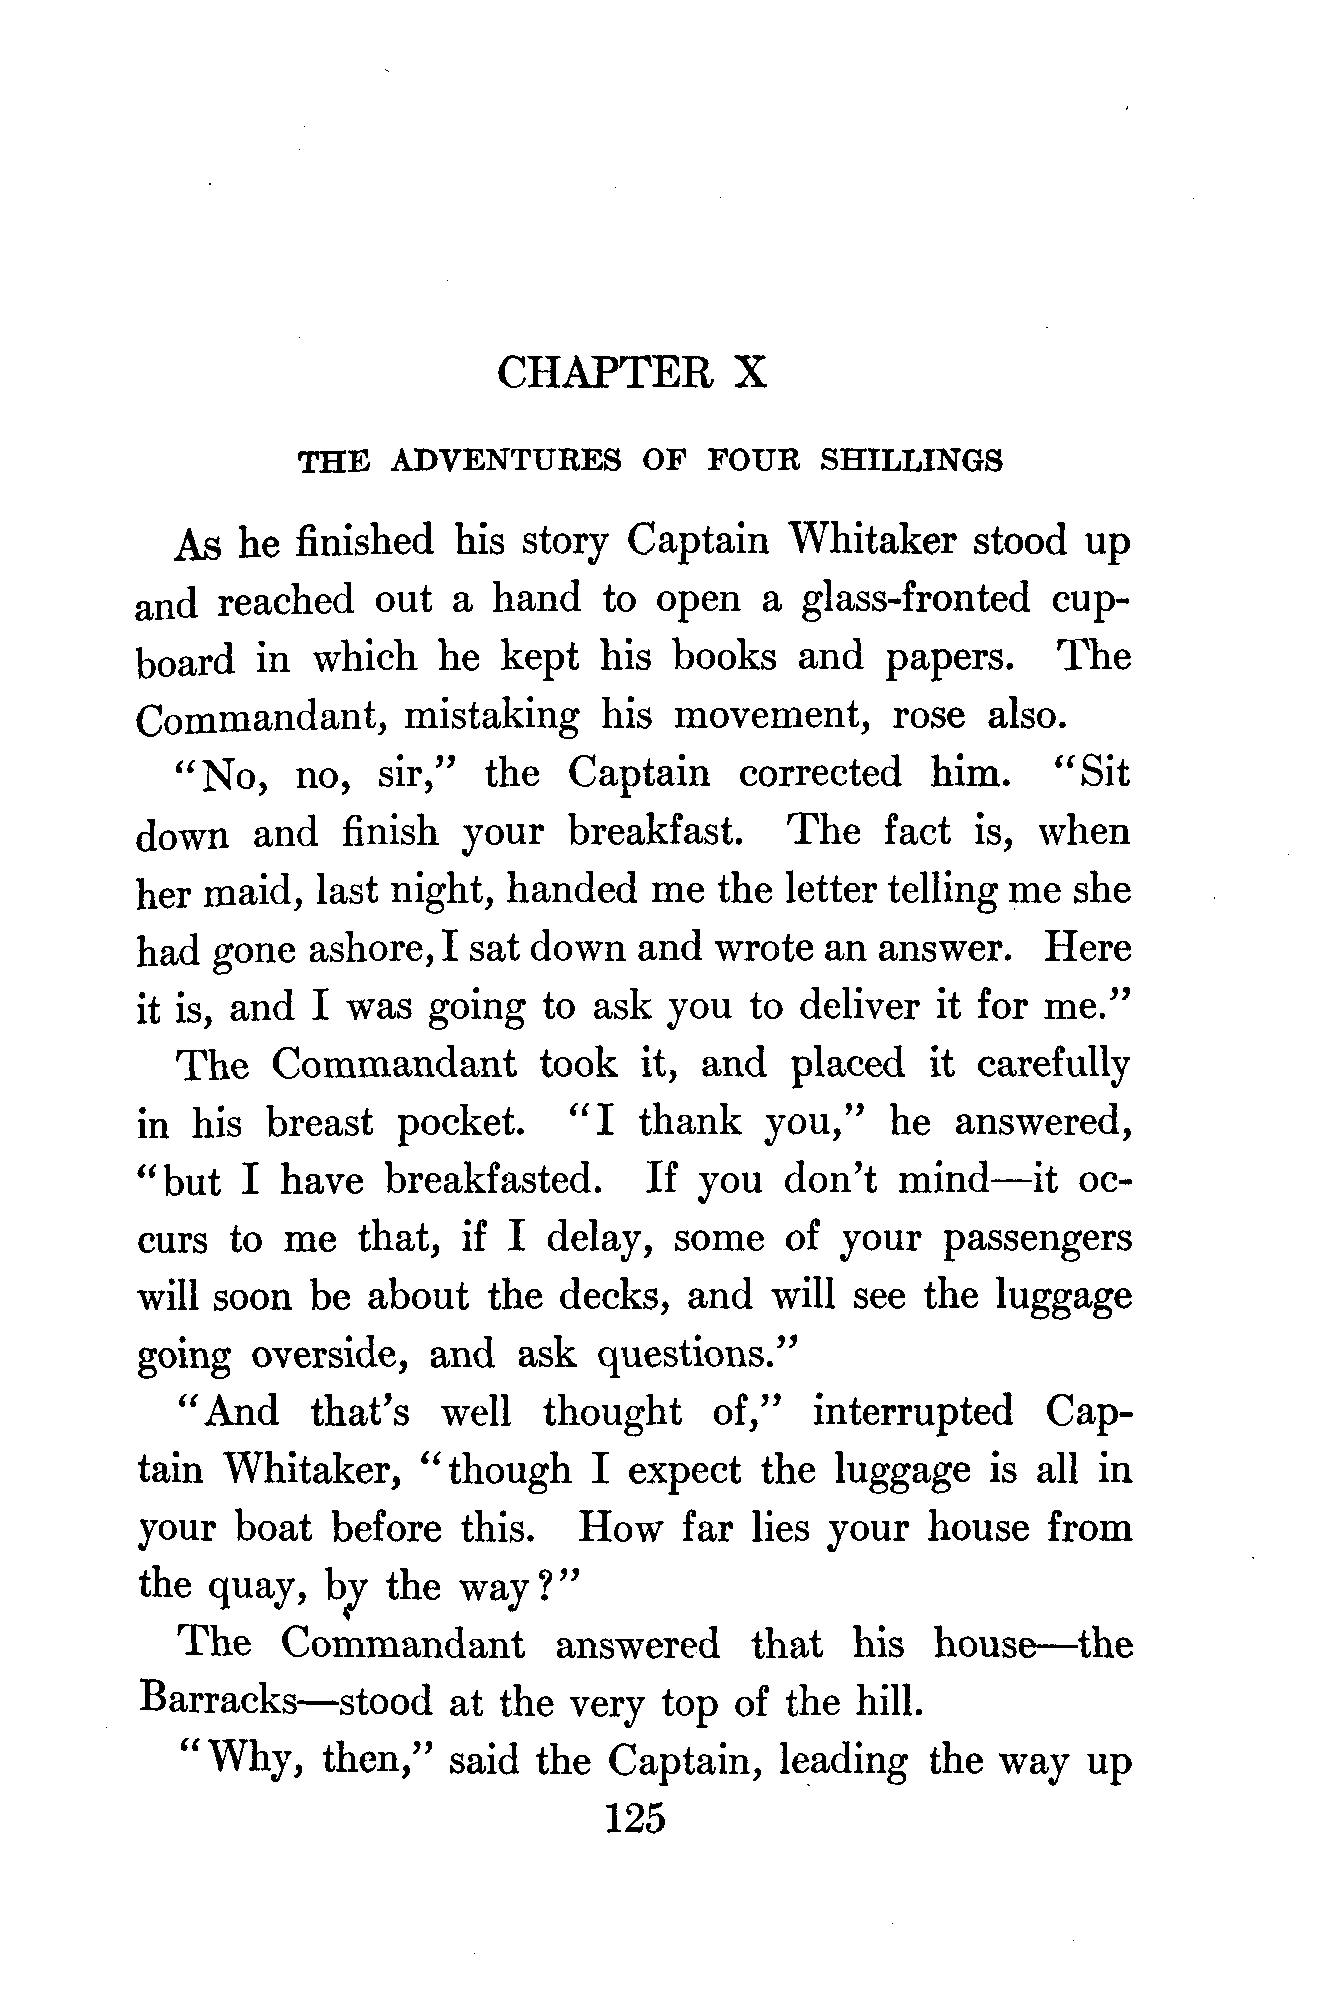 CHAPTER X
THE ADVENTURES OF FOUR SHILLINGS
As he finished his story Captain Whitaker stood up
and reached out a hand to open a glass-fronted cup-
board in which he kept his books and papers. The
Commandant, mistaking his movement, rose also.
"No, no, sir," the Captain corrected him. "Sit
down and finish your breakfast. The fact is, when
her maid, last night, handed me the letter telling me she
had gone ashore, I sat down and wrote an answer. Here
it is, and I was going to ask you to deliver it for me."
The Commandant took it, and placed it carefully
in his breast pocket. "I thank you," he answered,
"but I have breakfasted. If you don't mind—it oc-
curs to me that, if I delay, some of your passengers
will soon be about the decks, and will see the luggage
going overside, and ask questions."
"And that's well thought of," interrupted Cap-
tain Whitaker, "though I expect the luggage is all in
your boat before this. How far lies your house from
the quay, by the way?"
The Commandant answered that his house—the
Barracks—stood at the very top of the hill.
"Why, then," said the Captain, leading the way up
125